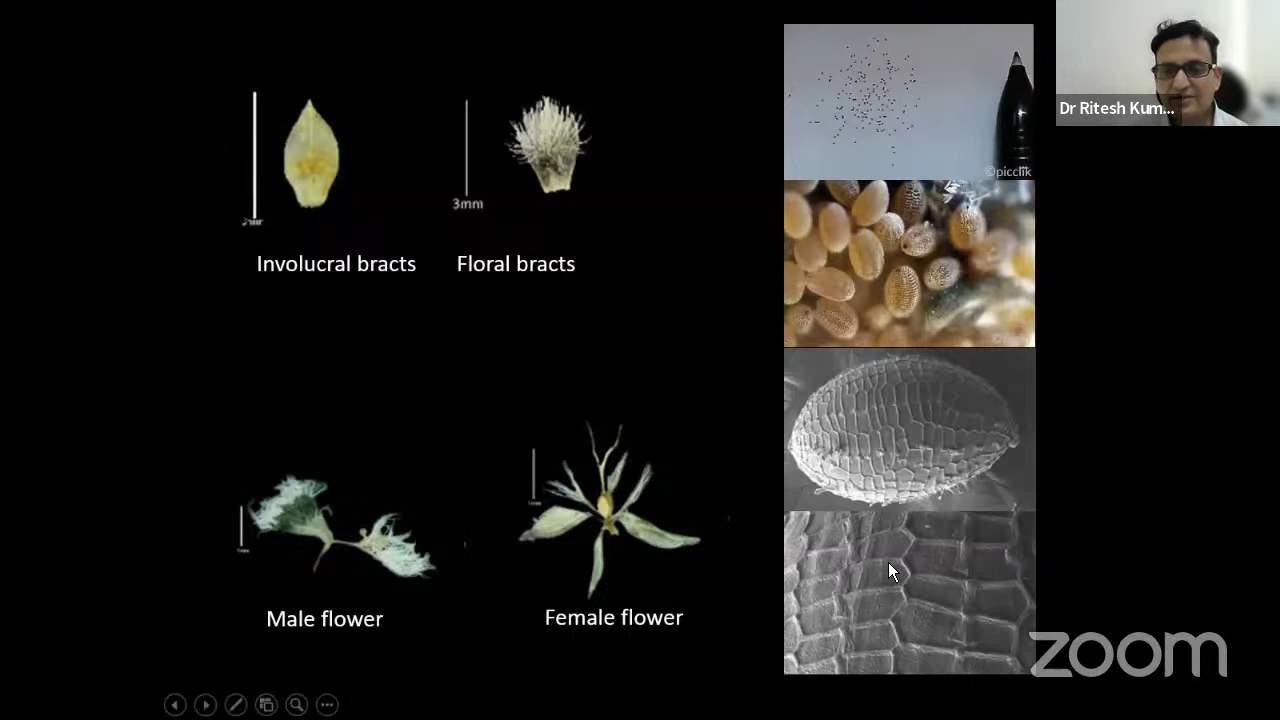 ©picclik
Dr Ritesh Kum...
3mm
Involucral bracts
Floral bracts
Male flower
Female flower
zoom